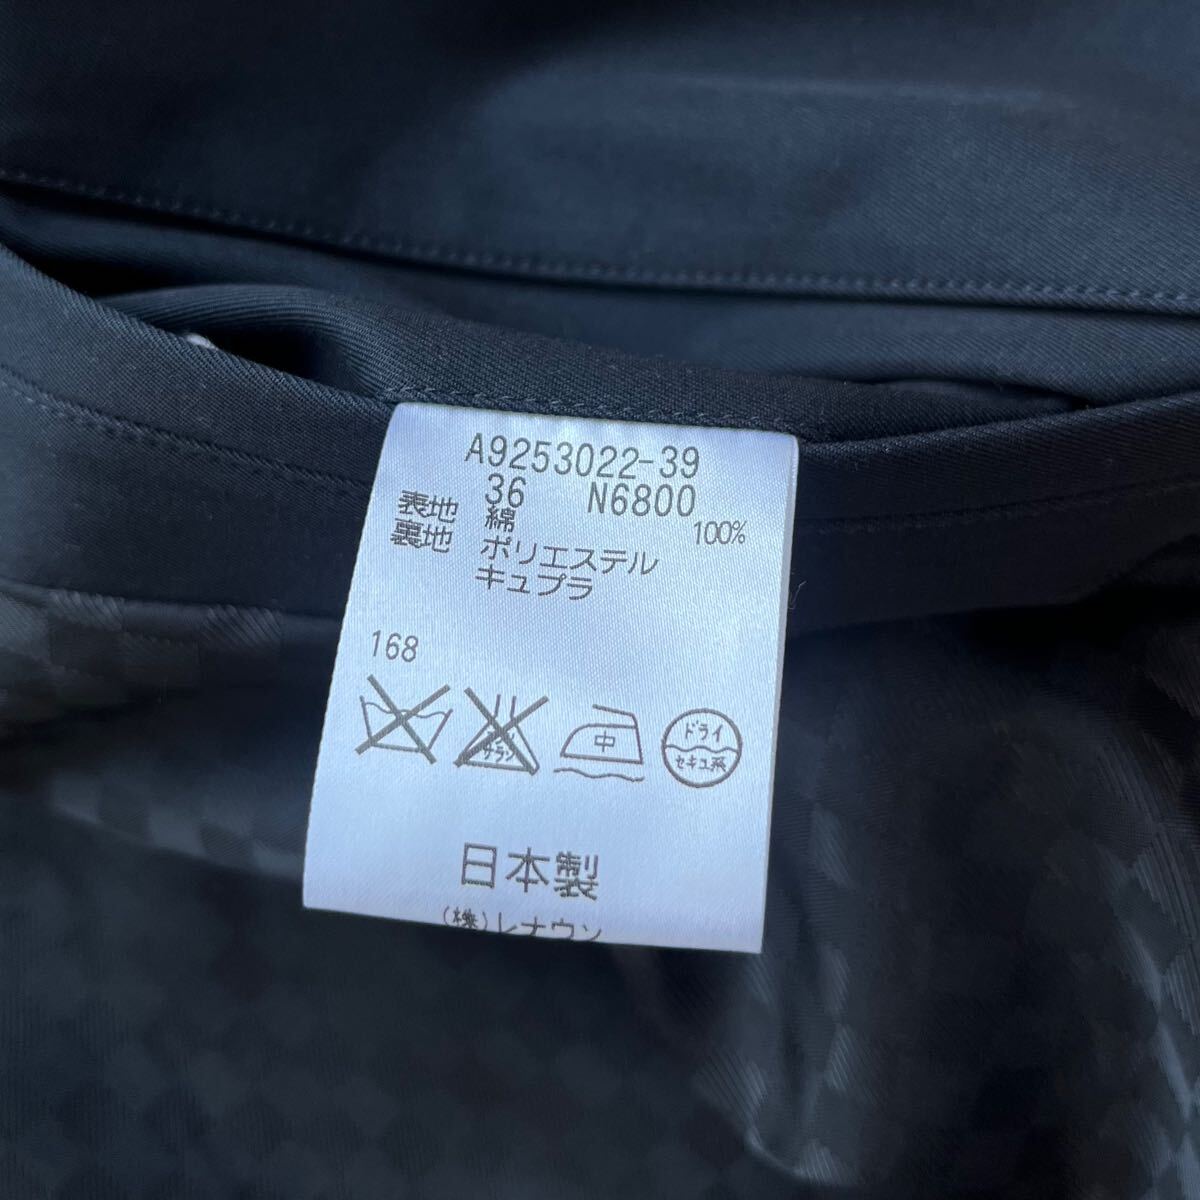 A9253022-39
36 N6800
表地 綿 100%
裏地 ポリエステル
キュプラ
168
サラシ
中
ドライ
セキユ系
日本製
(株)レナウン